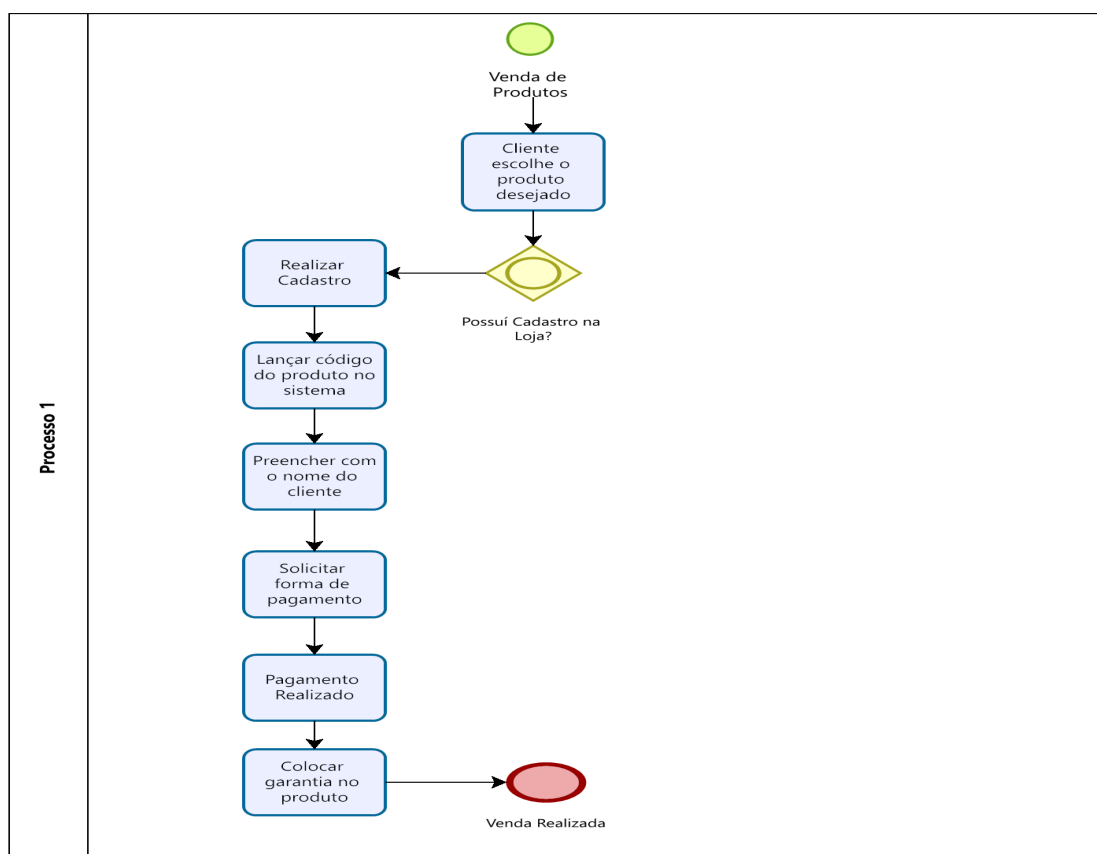 Processo 1
Venda de
Produtos
Cliente
escolhe o
produto
desejado
Realizar
Cadastro
Possuí Cadastro na
Loja?
Lançar código
do produto no
sistema
Preencher com
o nome do
cliente
Solicitar
forma de
pagamento
Pagamento
Realizado
Colocar
garantia no
produto
Venda Realizada